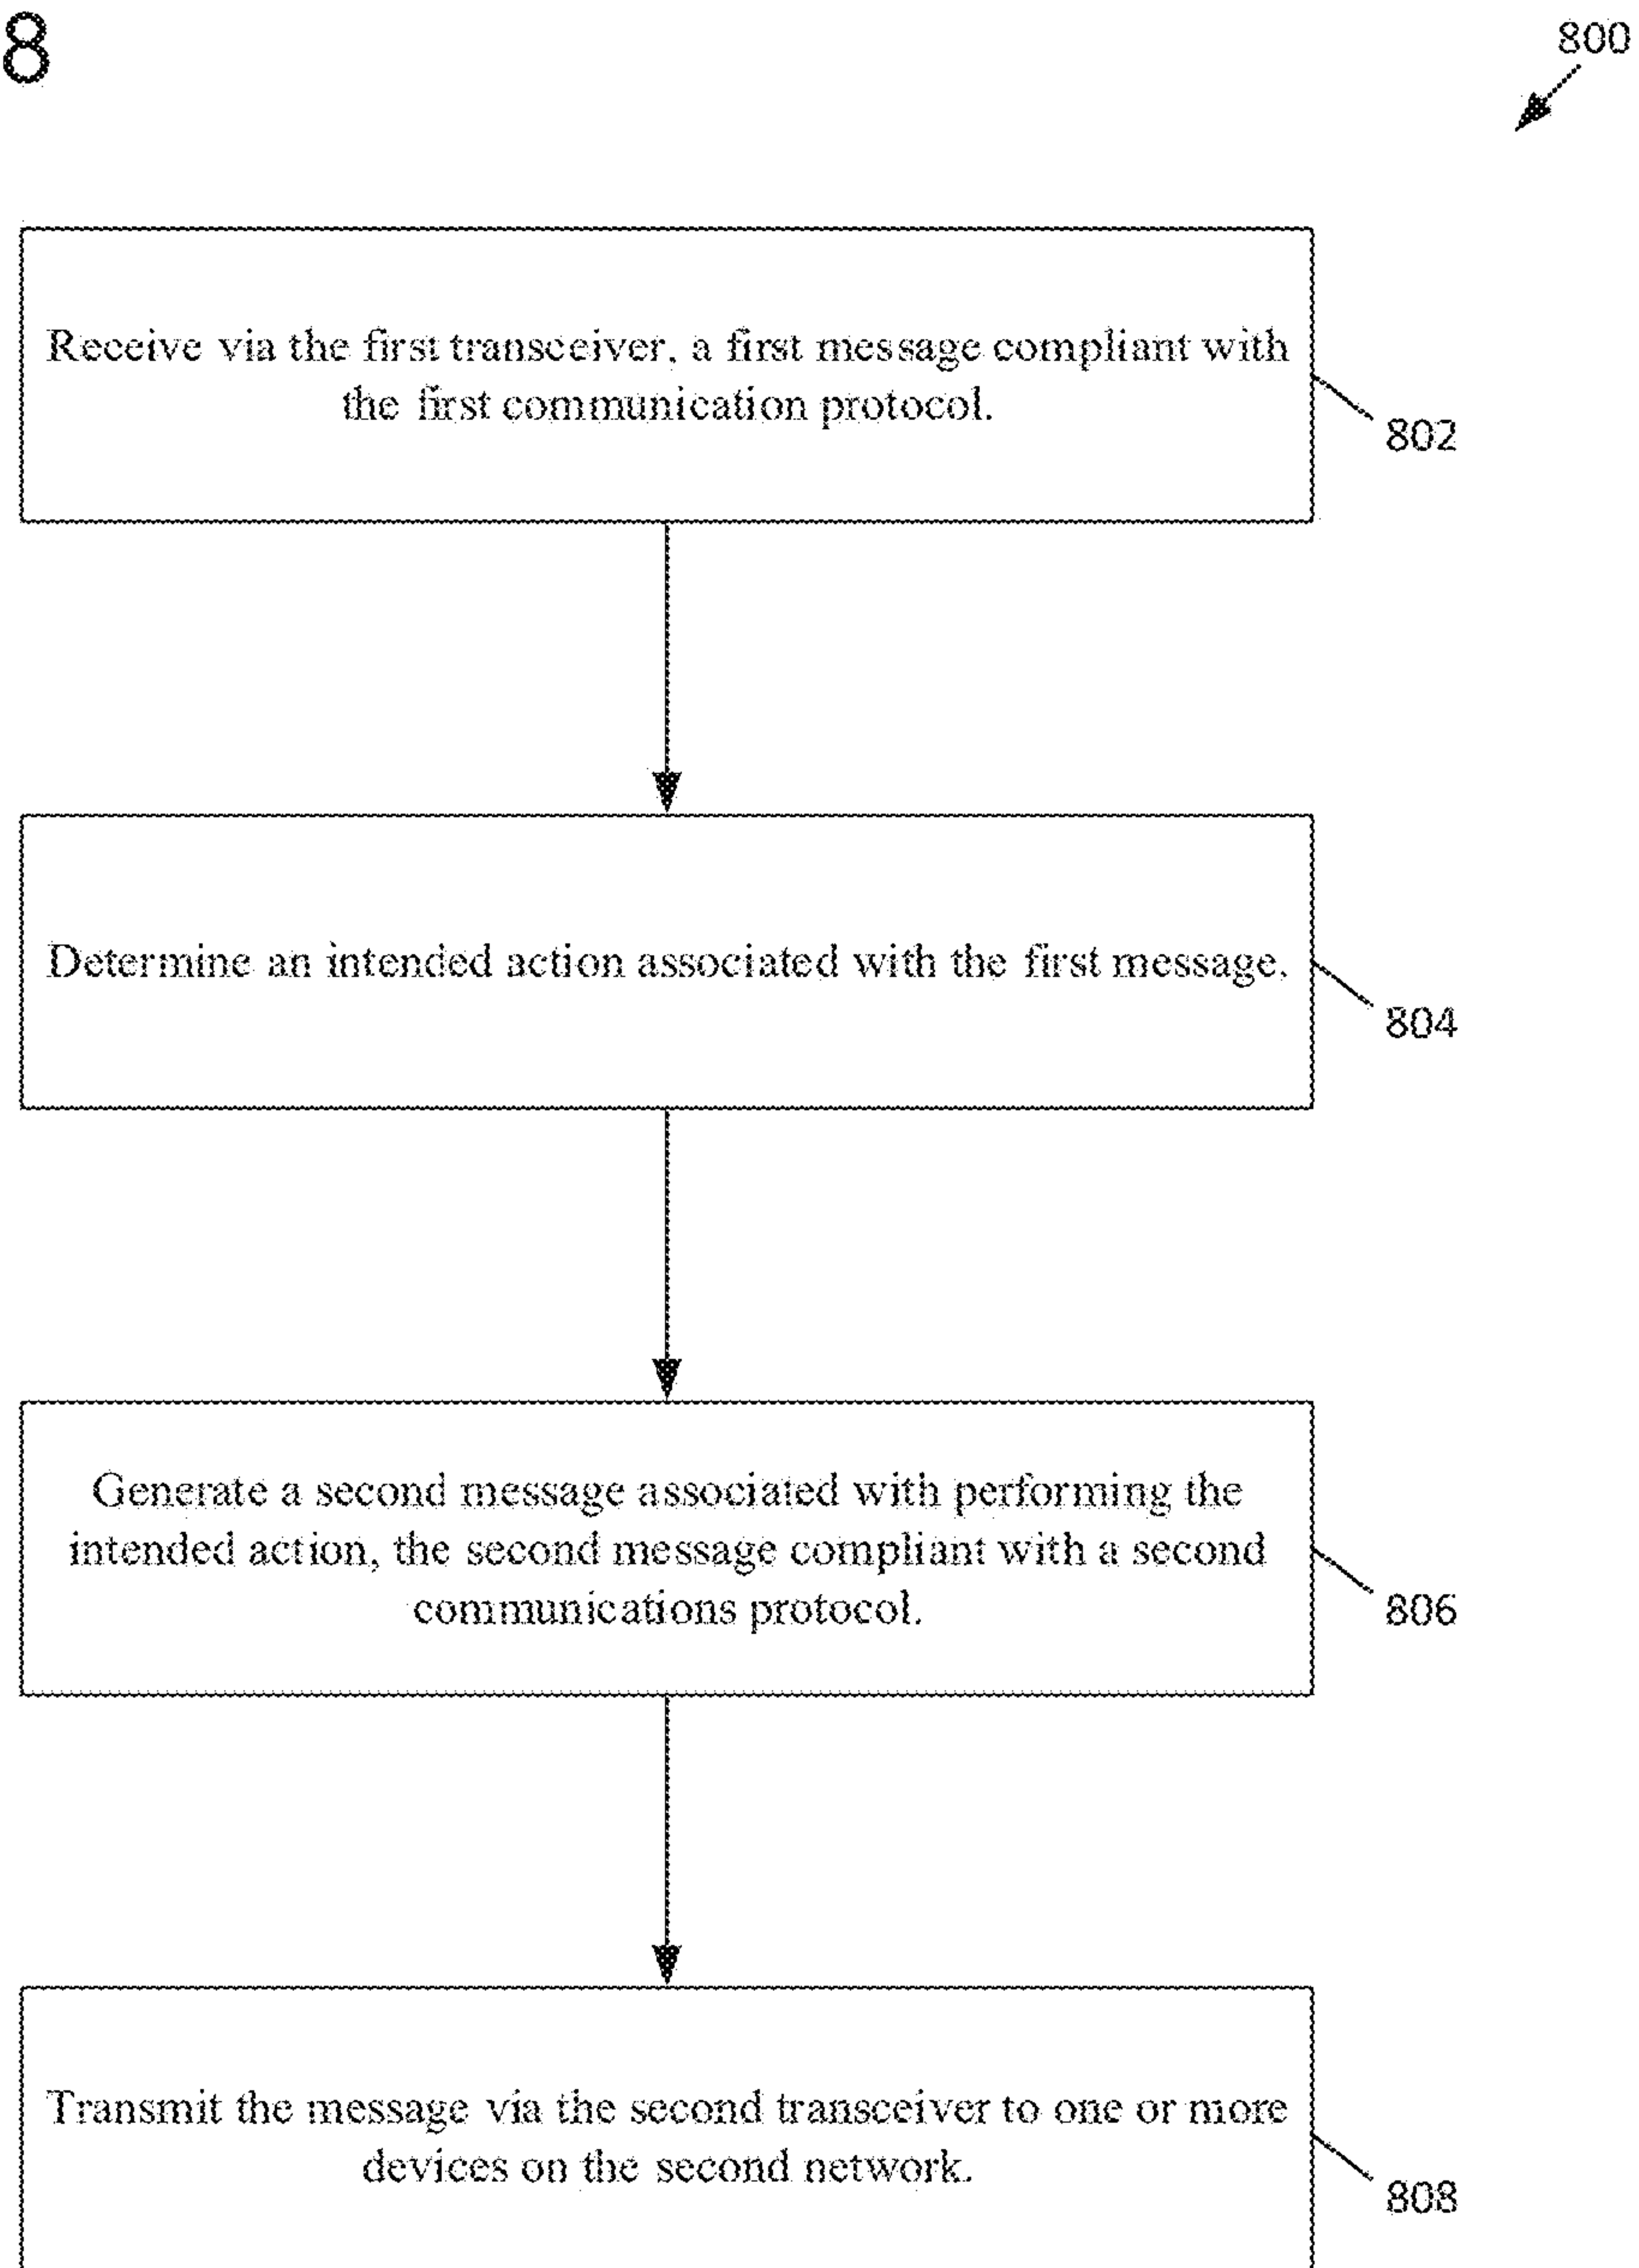 8
800
Receive via the first transceiver, a first message compliant with
the first communication protocol.
802
Determine an intended action associated with the first message.
804
Generate a second message associated with performing the
intended action, the second message compliant with a second
communications protocol.
806
Transmit the message via the second transceiver to one or more
devices on the second network.
808